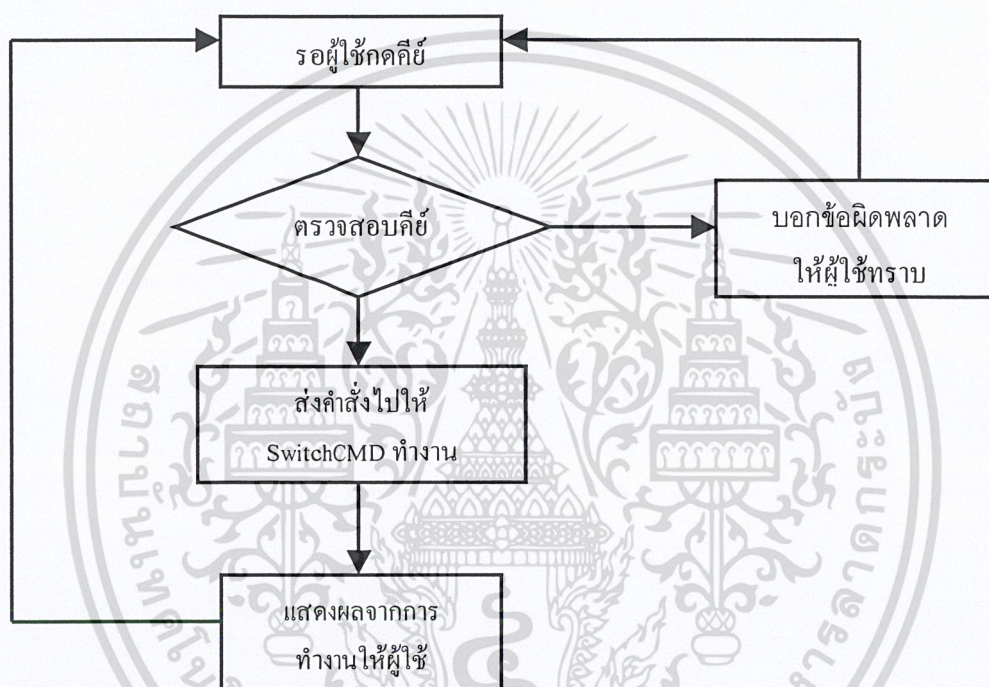 รอผู้ใช้กดคีย์
ตรวจสอบคีย์
บอกข้อผิดพลาด
ให้ผู้ใช้ทราบ
ส่งคำสั่งไปให้
SwitchCMD ทำงาน
แสดงผลจากการ
ทำงานให้ผู้ใช้